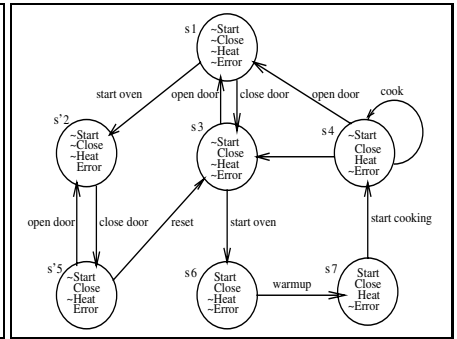 s1
~Start
~Close
~Heat
~Error
start oven
open door
close door
open door
cook
s'2
~Start
~Close
~Heat
Error
s3
~Start
Close
~Heat
~Error
s4
~Start
Close
Heat
~Error
open door
close door
reset
start oven
start cooking
s'5
~Start
Close
~Heat
Error
s6
Start
Close
~Heat
~Error
warmup
s7
Start
Close
Heat
~Error